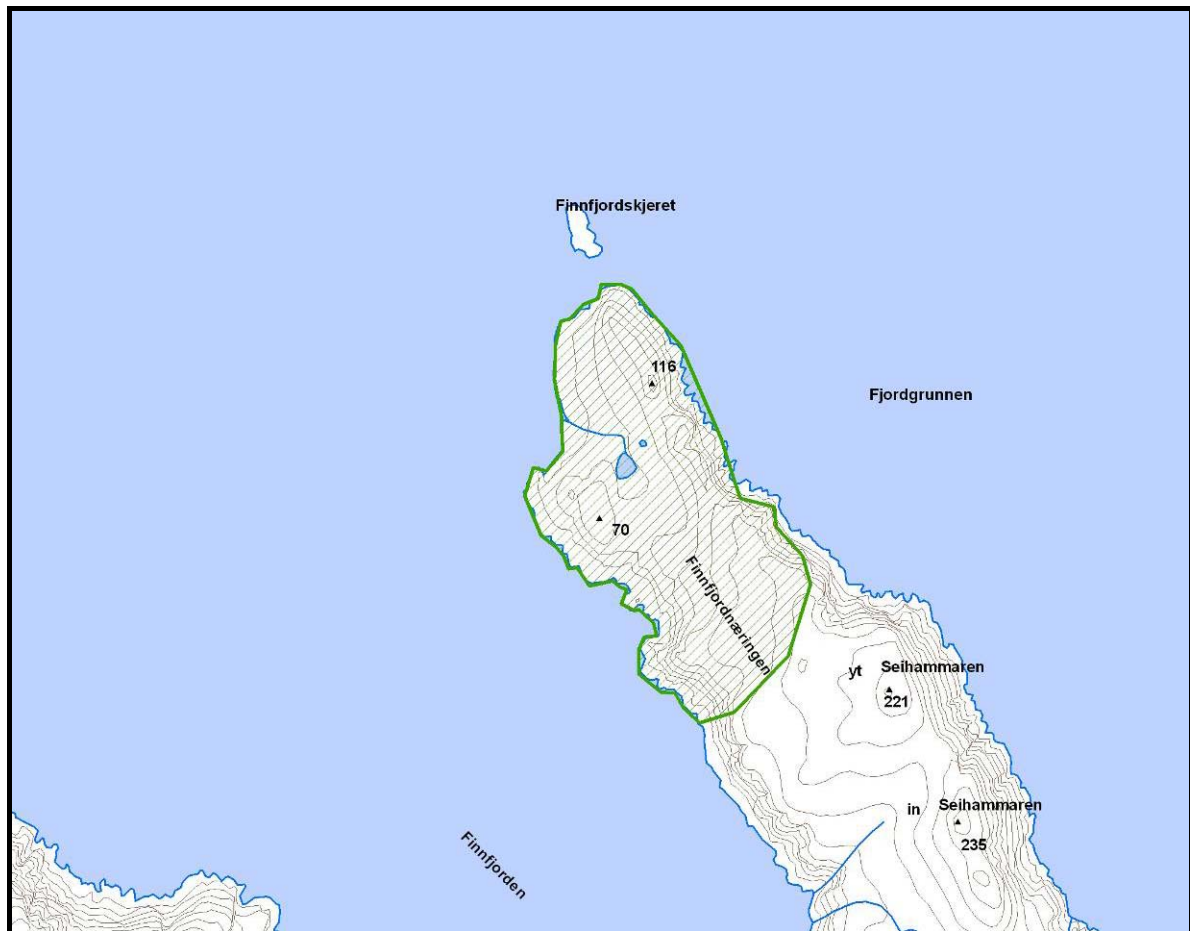 Finnfjordskjeret
116
Fjordgrunnen
70
Finnfjordnæringen
yt Seihammaren
221
in Seihammaren
235
Finnfjorden